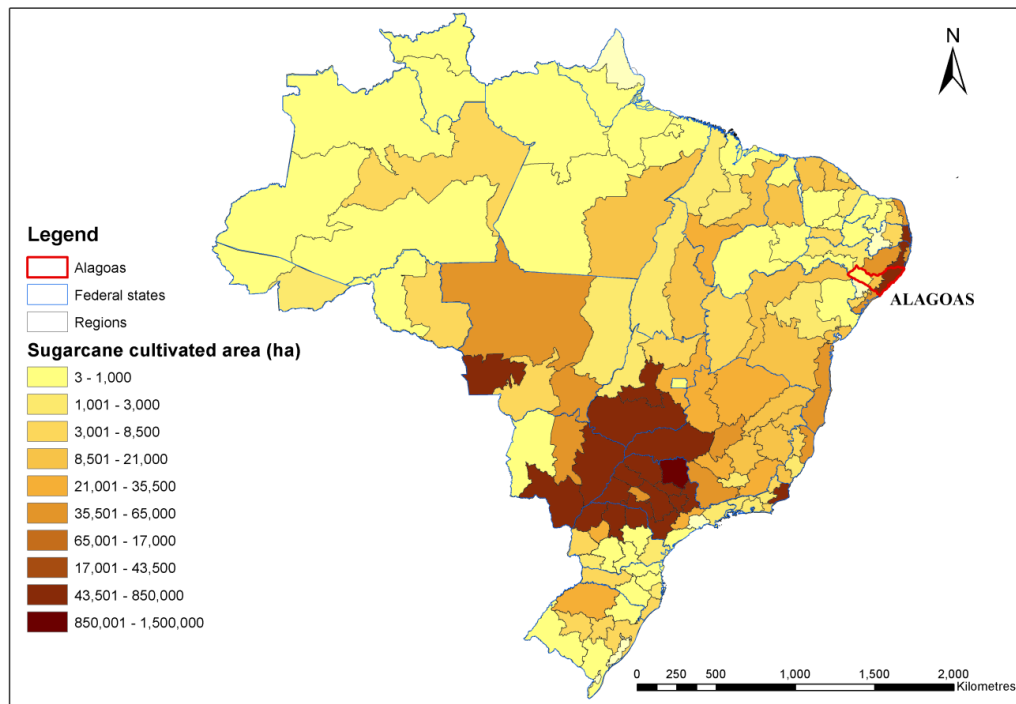 N
Legend
Alagoas
Federal states
Regions
Sugarcane cultivated area (ha)
3 - 1,000
1,001 - 3,000
3,001 - 8,500
8,501 - 21,000
21,001 - 35,500
35,501 - 65,000
65,001 - 17,000
17,001 - 43,500
43,501 - 850,000
850,001 - 1,500,000
ALAGOAS
0 250 500 1,000 1,500 2,000
Kilometres